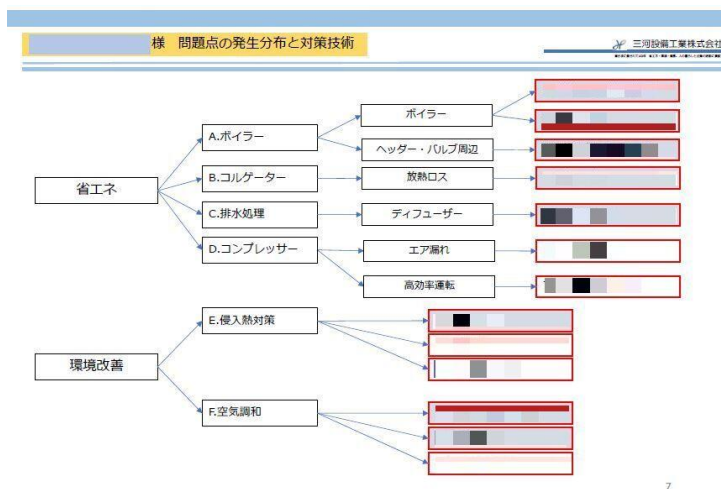 様 問題点の発生分布と対策技術
三河設備工業株式会社
ボイラー
A.ボイラー
ヘッダー・バルブ周辺
省エネ
B.コルゲーター
放熱ロス
C.排水処理
ディフューザー
D.コンプレッサー
エア漏れ
高効率運転
E.侵入熱対策
環境改善
F.空気調和
7